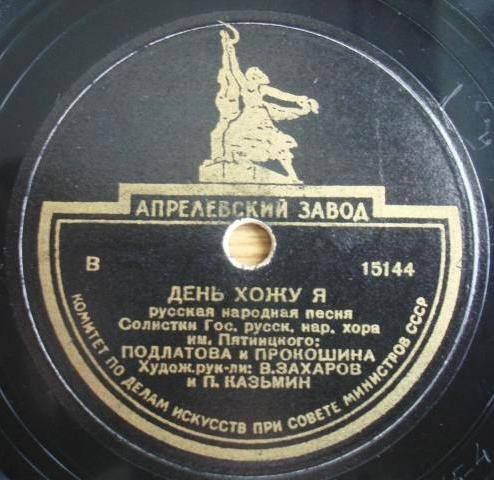 АПРЕЛЕВСКИЙ ЗАВОД
В 15144
ДЕНЬ ХОЖУ Я
русская народная песня
Солистки Гос. русск. нар. хора
им. Пятницкого:
ПОДЛАТОВА и ПРОКОШИНА
Худож.рук-ли: В.ЗАХАРОВ
и П. КАЗЬМИН
КОМИТЕТ ПО ДЕЛАМ ИСКУССТВ ПРИ СОВЕТЕ МИНИСТРОВ СССР